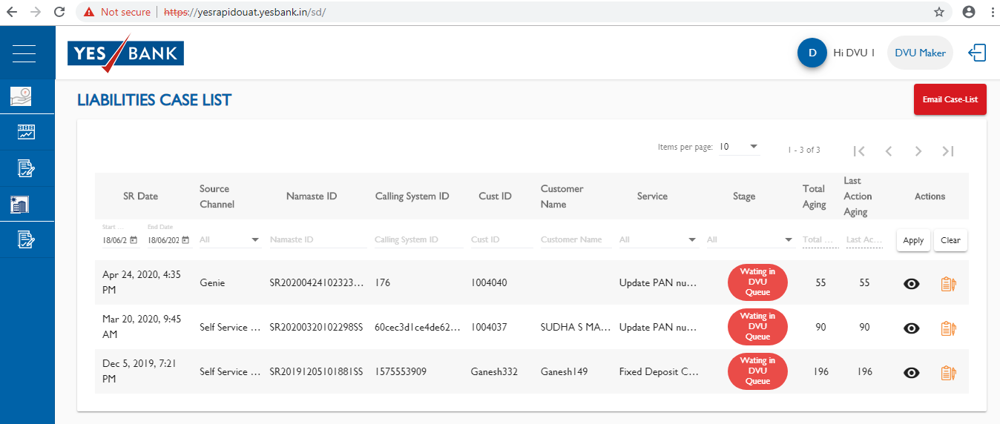 Not secure https://yesrapidouat.yesbank.in/sd/
YES BANK
D Hi DVU 1 DVU Maker
LIABILITIES CASE LIST Email Case-List
Items per page: 10 1 - 3 of 3
SR Date Source Channel Namaste ID Calling System ID Cust ID Customer Name Service Stage Total Aging Last Action Aging Actions
Start ... End Date
18/06/2 18/06/202 All Namaste ID Calling System ID Cust ID Customer Name All All Total ... Last Ac... Apply Clear
Apr 24, 2020, 4:35 PM Genie SR20200424102323... 176 1004040 Update PAN nu... Wating in DVU Queue 55 55
Mar 20, 2020, 9:45 AM Self Service ... SR20200320102298SS 60cec3d1ce4de62... 1004037 SUDHA S MA... Update PAN nu... Wating in DVU Queue 90 90
Dec 5, 2019, 7:21 PM Self Service ... SR20191205101881SS 1575553909 Ganesh332 Ganesh149 Fixed Deposit C... Wating in DVU Queue 196 196